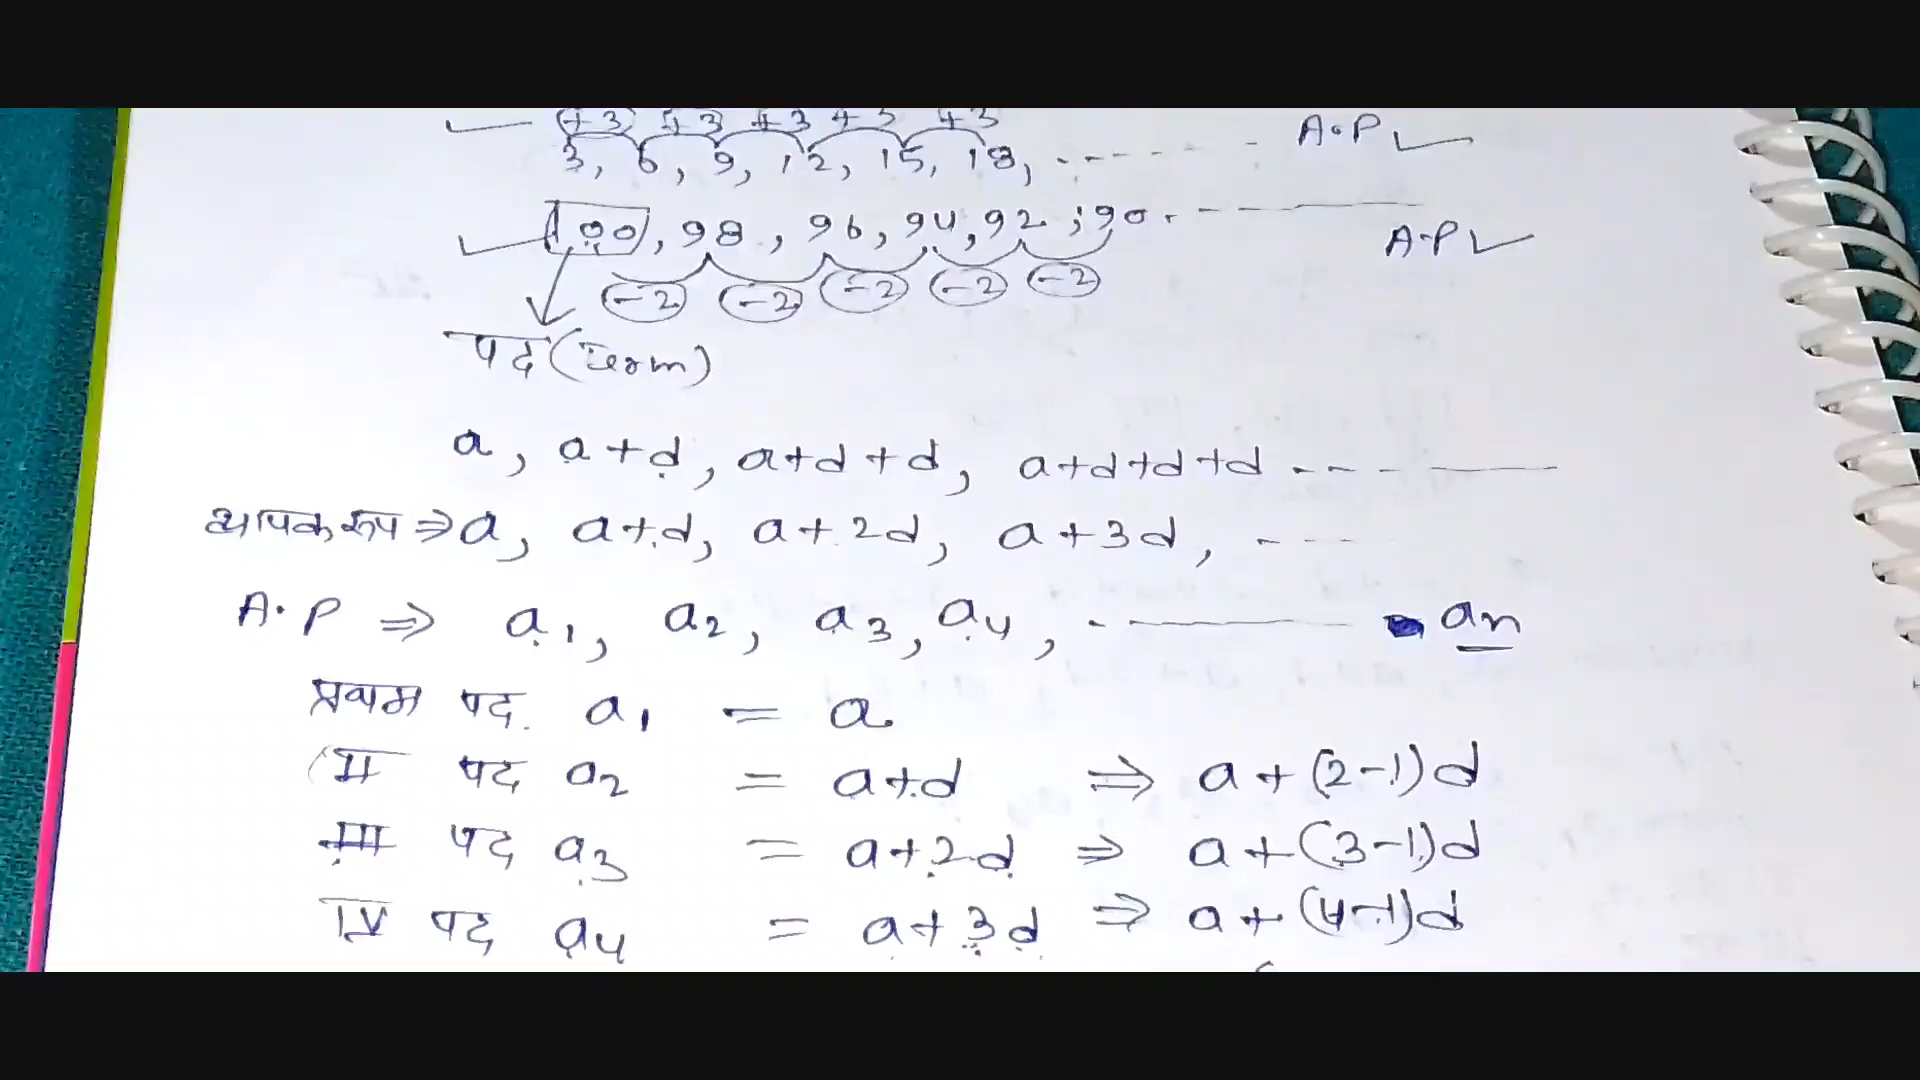 +3 +3 +3 +3 +3
3, 6, 9, 12, 15, 18, ------ A.P ✓
100, 98, 96, 94, 92, 90. ------ A.P ✓
-2 -2 -2 -2 -2
पद (Term)
a, a+d, a+d+d, a+d+d+d ------
व्यापक रूप ⇒ a, a+d, a+2d, a+3d, ----
A.P ⇒ a₁, a₂, a₃, a₄, ------ an
प्रथम पद a₁ = a
II पद a₂ = a+d ⇒ a+(2-1)d
III पद a₃ = a+2d ⇒ a+(3-1)d
IV पद a₄ = a+3d ⇒ a+(4-1)d